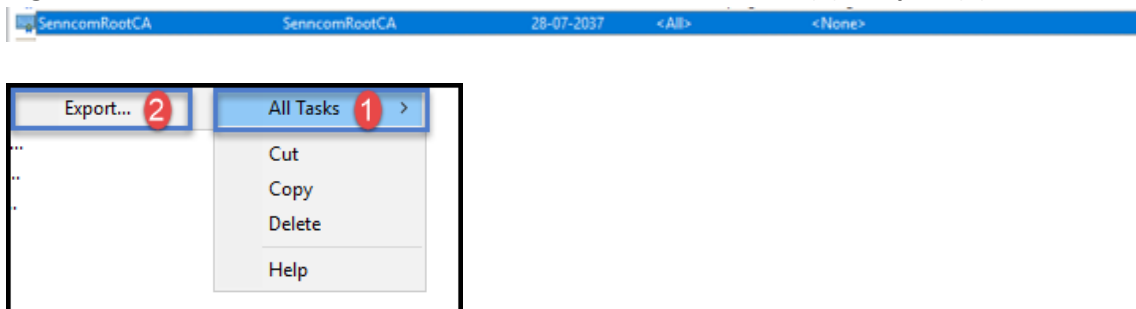 SenncomRootCA SenncomRootCA 28-07-2037 <All> <None>
Export... 2 All Tasks 1 >
...
Cut
..
Copy
.
Delete
Help